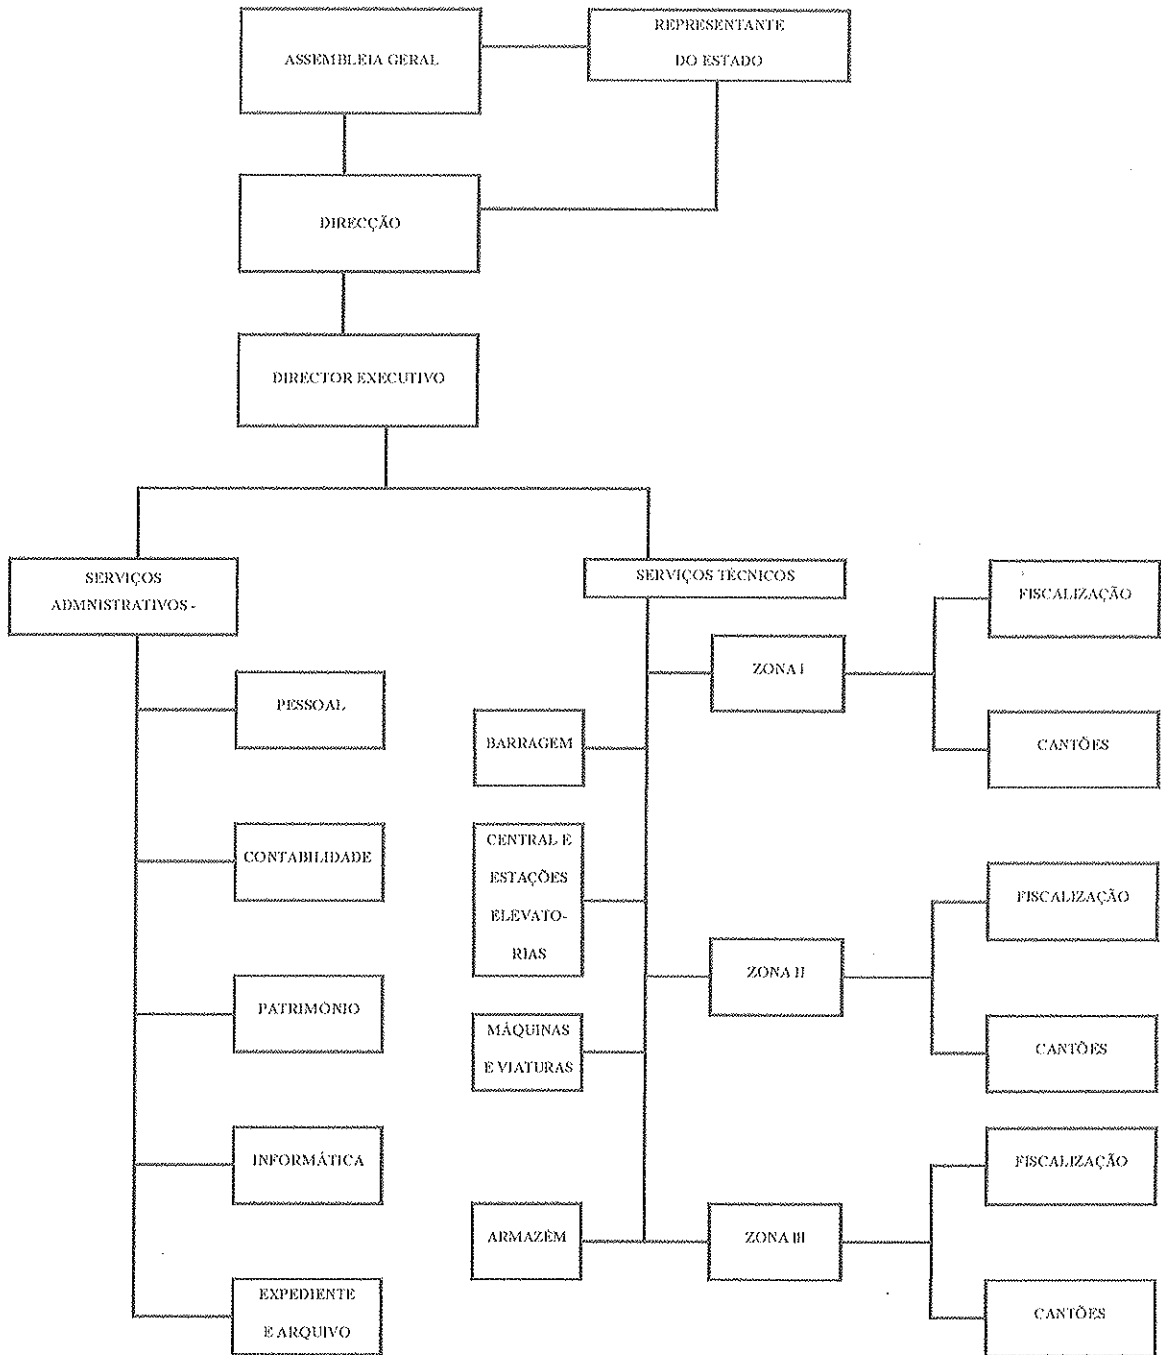 ASSEMBLEIA GERAL
REPRESENTANTE
DO ESTADO
DIRECÇÃO
DIRECTOR EXECUTIVO
SERVIÇOS
ADMNISTRATIVOS -
SERVIÇOS TÉCNICOS
PESSOAL
CONTABILIDADE
PATRIMÓNIO
INFORMÁTICA
EXPEDIENTE
E ARQUIVO
BARRAGEM
CENTRAL E
ESTAÇÕES
ELEVATO-
RIAS
MÁQUINAS
E VIATURAS
ARMAZÉM
ZONA I
FISCALIZAÇÃO
CANTÕES
ZONA II
FISCALIZAÇÃO
CANTÕES
ZONA III
FISCALIZAÇÃO
CANTÕES